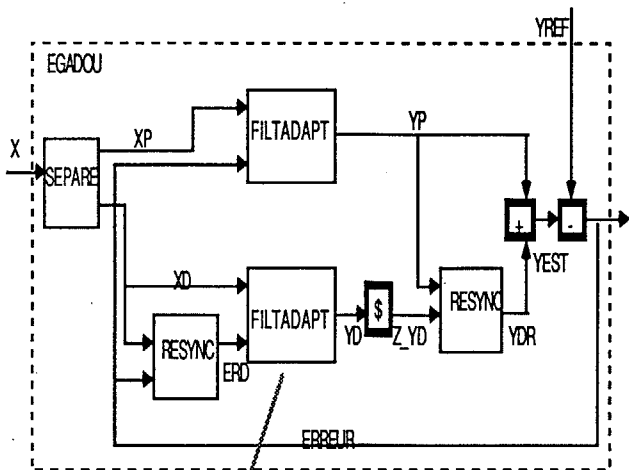 YREF
EGADOU
X
SEPARE
XP
FILTADAPT
YP
+
-
YEST
XD
FILTADAPT
YD
$
Z_YD
RESYNC
YDR
RESYNC
ERD
ERREUR